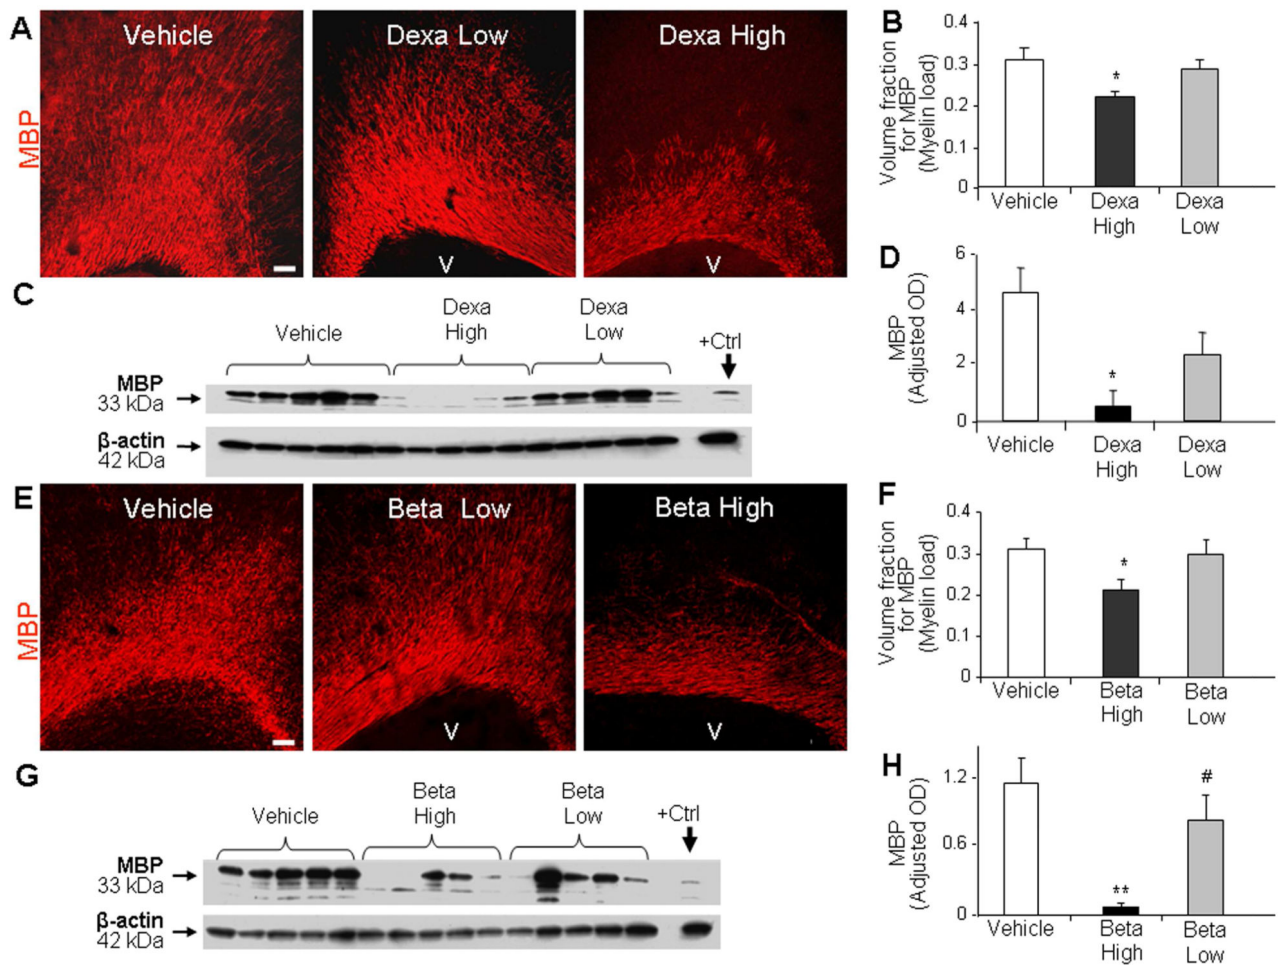 A
Vehicle
Dexa Low
Dexa High
MBP
V
V
B
Volume fraction
for MBP
(Myelin load)
0.4
0.3
0.2
0.1
0
*
Vehicle
Dexa
High
Dexa
Low
C
Vehicle
Dexa
High
Dexa
Low
+Ctrl
MBP
33 kDa
β-actin
42 kDa
D
MBP
(Adjusted OD)
6
4
2
0
*
Vehicle
Dexa
High
Dexa
Low
E
Vehicle
Beta Low
Beta High
MBP
V
V
F
Volume fraction
for MBP
(Myelin load)
0.4
0.3
0.2
0.1
0
*
Vehicle
Beta
High
Beta
Low
G
Vehicle
Beta
High
Beta
Low
+Ctrl
MBP
33 kDa
β-actin
42 kDa
H
MBP
(Adjusted OD)
1.2
0.6
0
**
#
Vehicle
Beta
High
Beta
Low